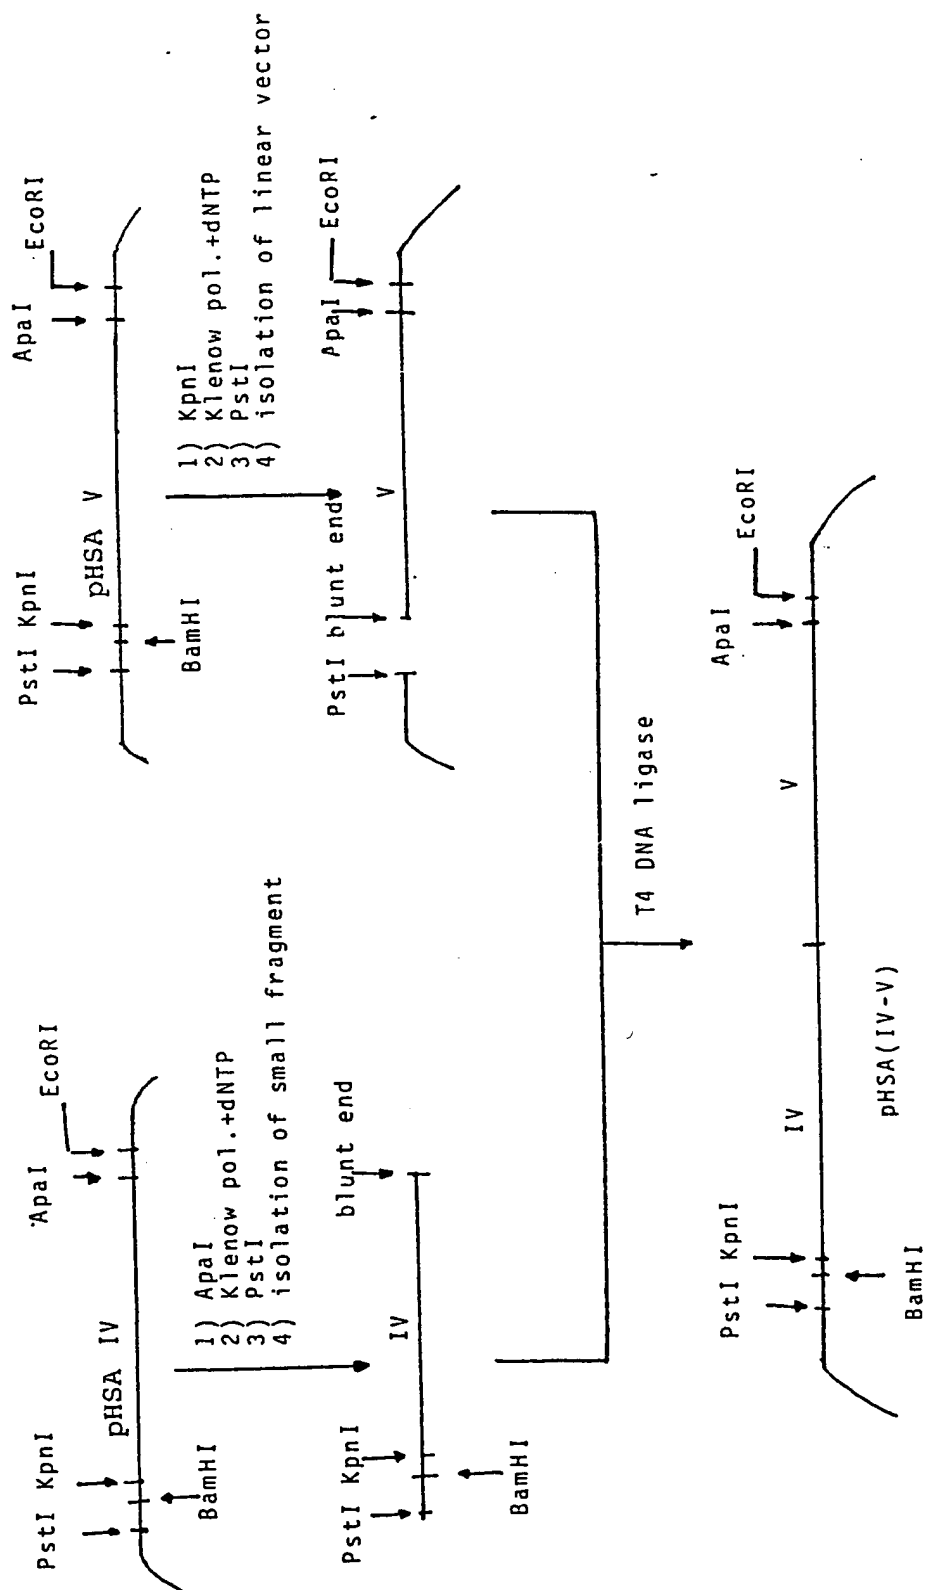 PstI KpnI
pHSA IV
ApaI
EcoRI
BamHI
1) ApaI
2) Klenow pol.+dNTP
3) PstI
4) isolation of small fragment
PstI KpnI
IV
blunt end
BamHI
PstI KpnI
pHSA V
ApaI
EcoRI
BamHI
1) KpnI
2) Klenow pol.+dNTP
3) PstI
4) isolation of linear vector
PstI blunt end
V
ApaI
EcoRI
T4 DNA ligase
PstI KpnI
IV
V
ApaI
EcoRI
BamHI
pHSA(IV-V)